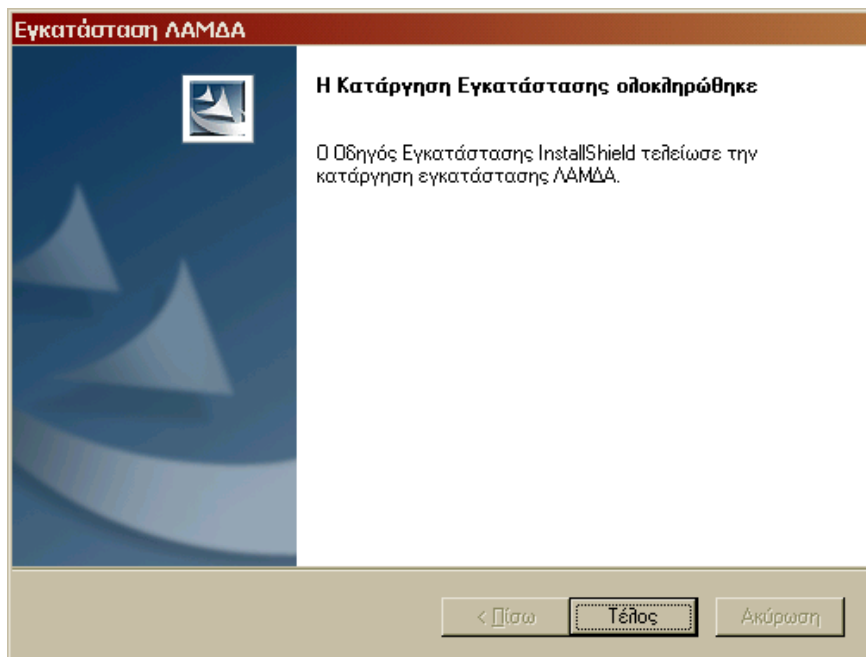 Εγκατάσταση ΛΑΜΔΑ
Η Κατάργηση Εγκατάστασης ολοκληρώθηκε
Ο Οδηγός Εγκατάστασης InstallShield τελείωσε την
κατάργηση εγκατάστασης ΛΑΜΔΑ.
< Πίσω
Τέλος
Ακύρωση